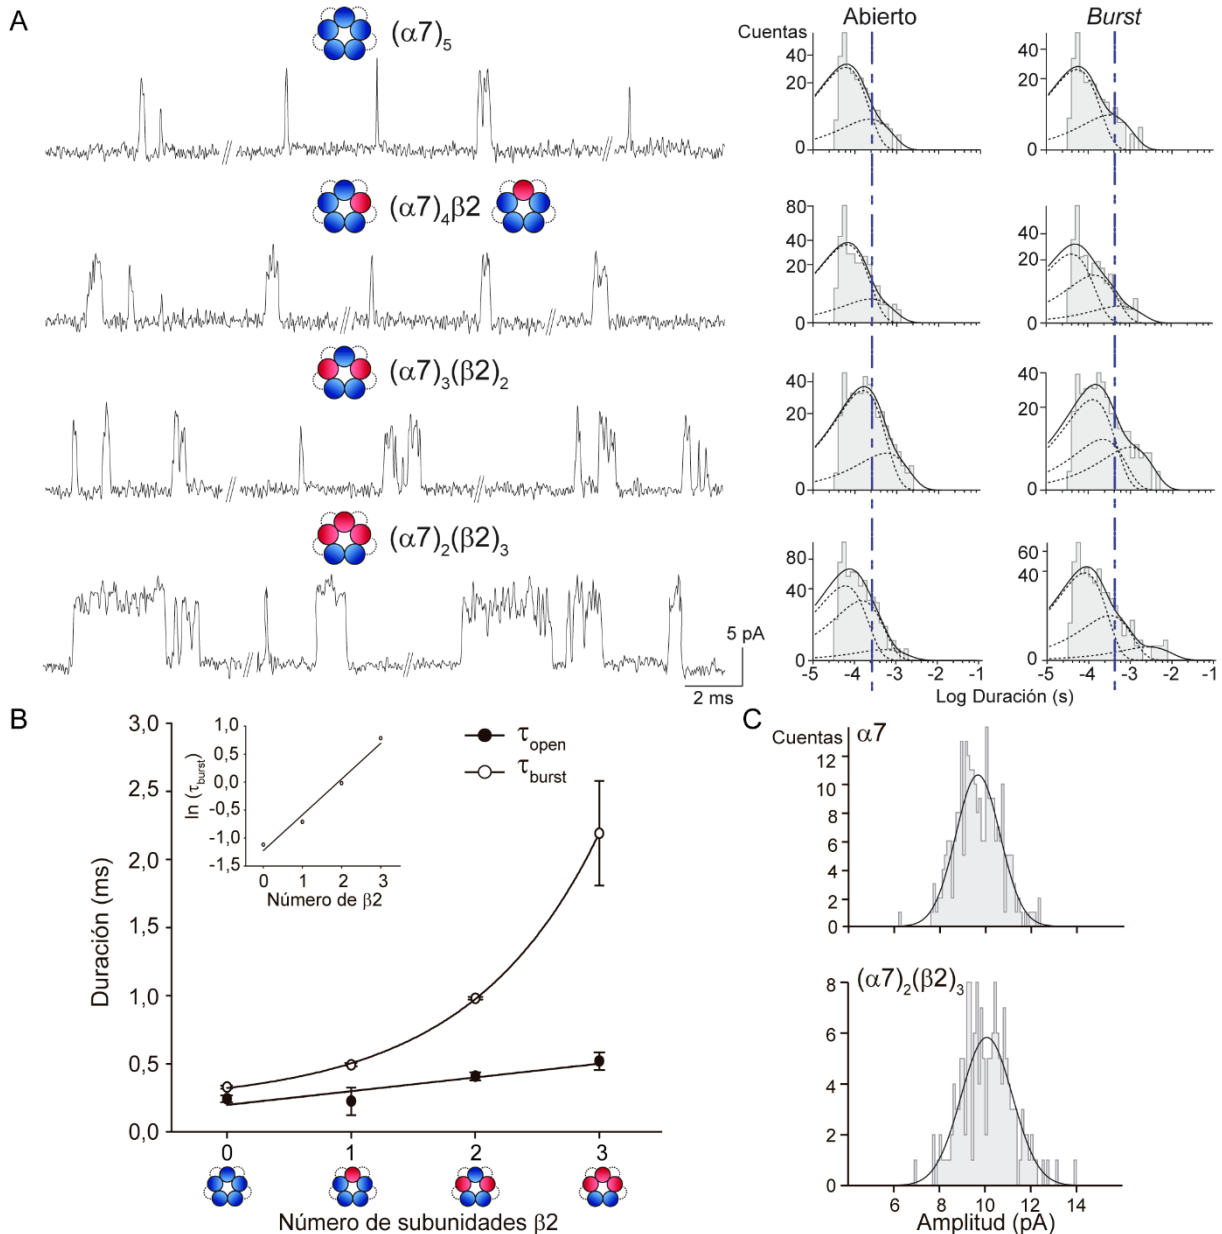 A
(α7)5
Abierto
Burst
Cuentas
40
20
0
40
20
0
(α7)4β2
80
40
20
0
40
20
0
(α7)3(β2)2
40
20
0
40
20
0
(α7)2(β2)3
80
40
0
60
40
0
5 pA
2 ms
-5 -4 -3 -2 -1
-5 -4 -3 -2 -1
Log Duración (s)
B
3,0
2,5
2,0
1,5
1,0
0,5
0,0
Duración (ms)
1,0
0,5
0,0
-0,5
-1,0
-1,5
ln (τburst)
0 1 2 3
Número de β2
τopen
τburst
0 1 2 3
Número de subunidades β2
C
Cuentas
α7
12
10
8
6
4
2
0
(α7)2(β2)3
8
6
4
2
0
6 8 10 12 14
Amplitud (pA)